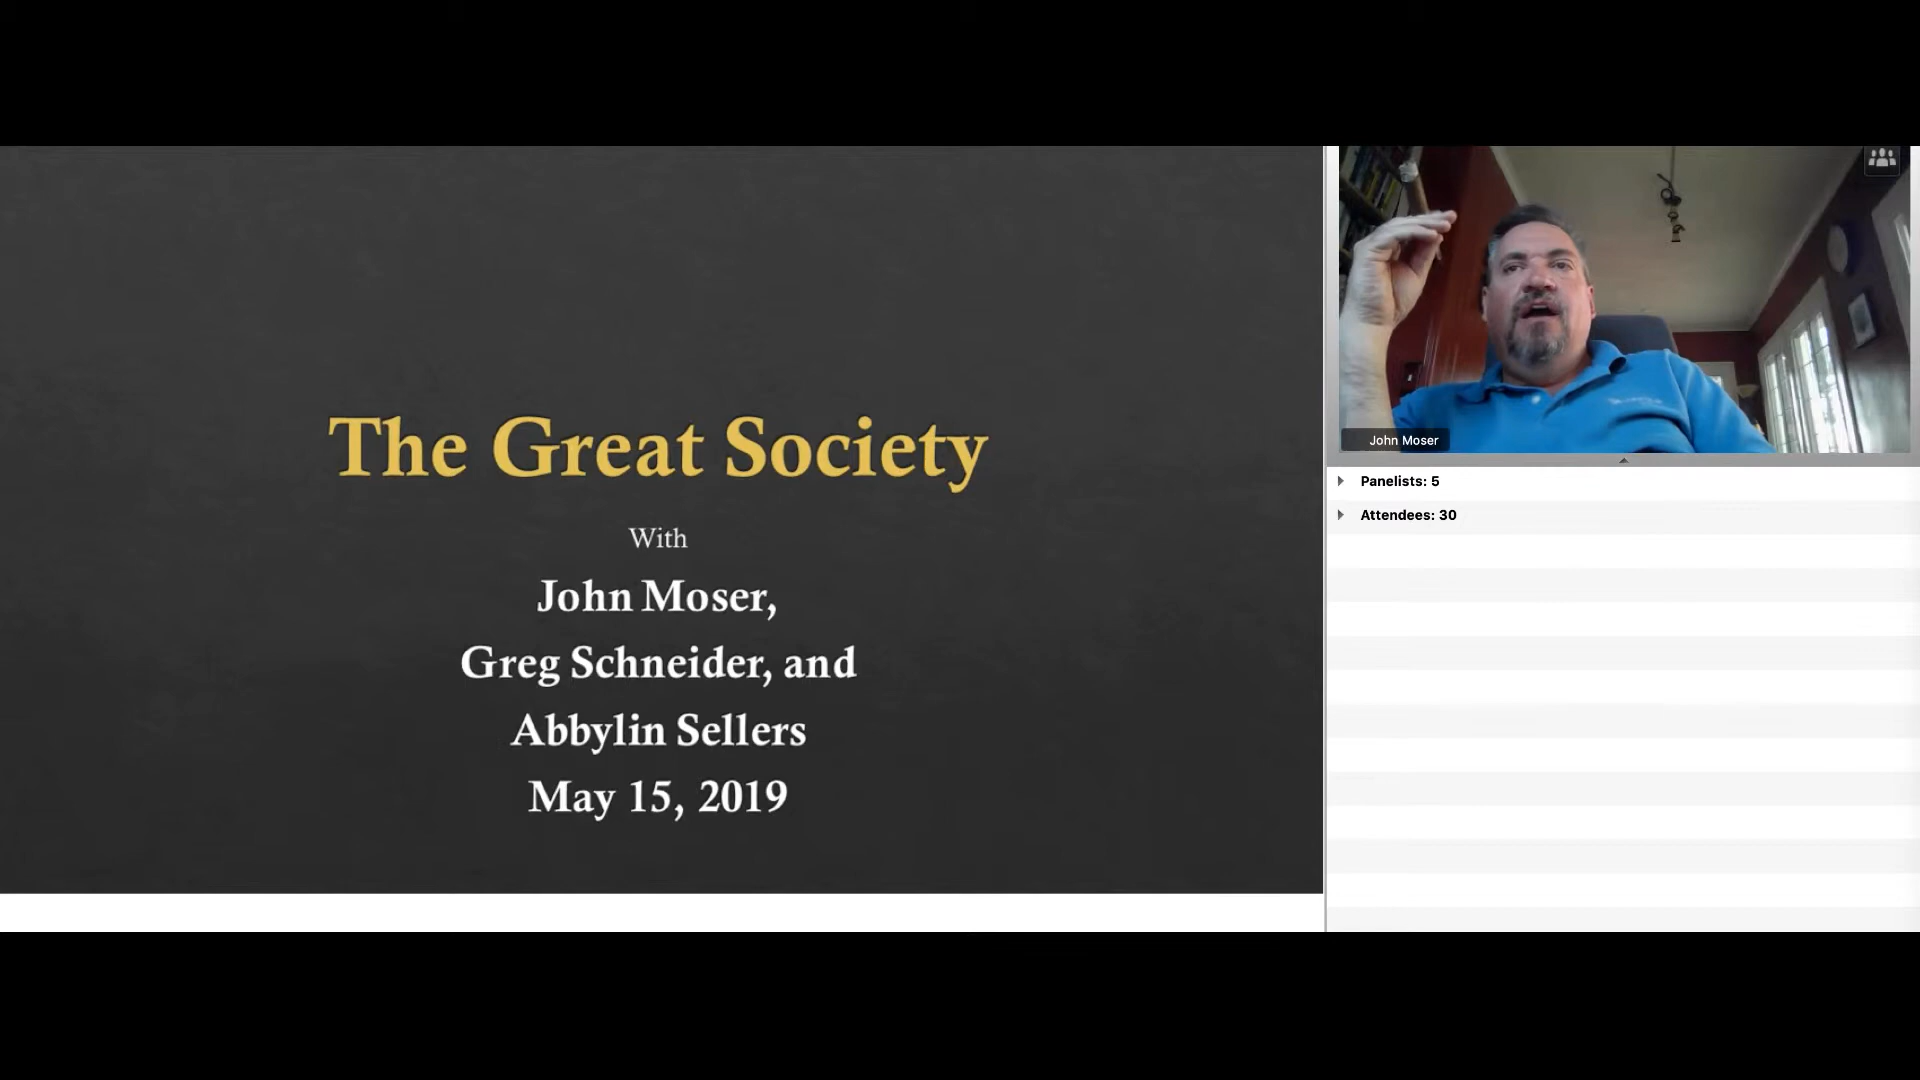 The Great Society
With
John Moser,
Greg Schneider, and
Abbylin Sellers
May 15, 2019
John Moser
Panelists: 5
Attendees: 30